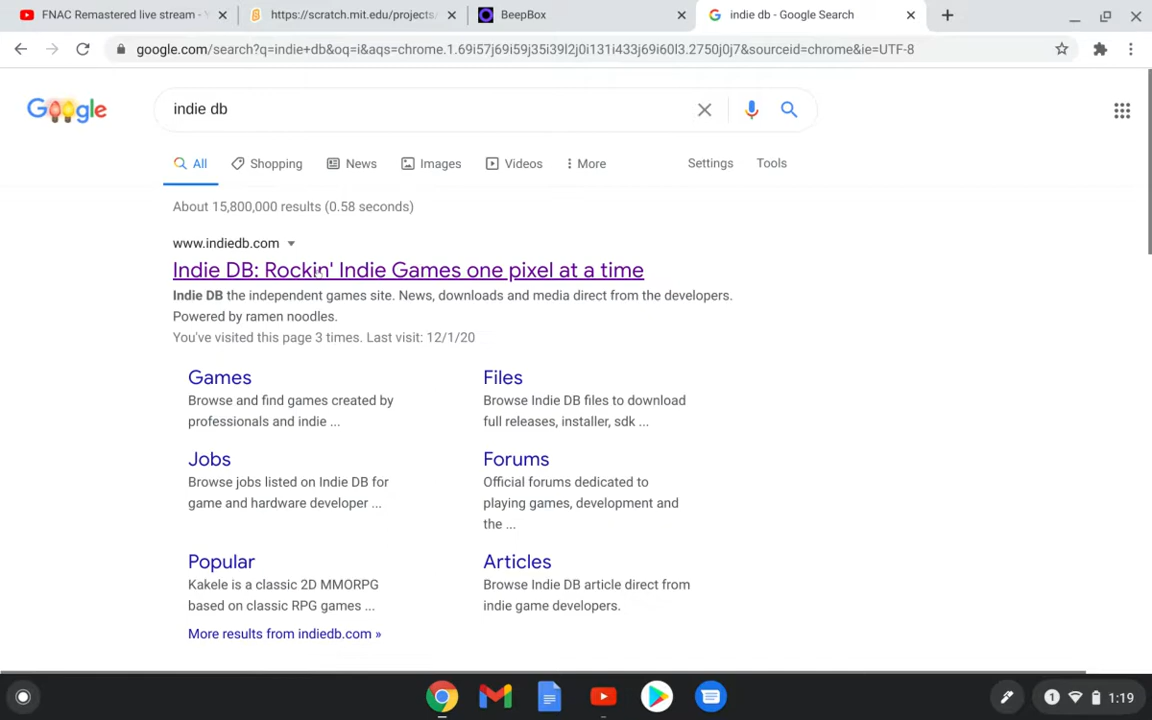 FNAC Remastered live stream - Y
https://scratch.mit.edu/projects/
BeepBox
indie db - Google Search
google.com/search?q=indie+db&oq=i&aqs=chrome.1.69i57j69i59j35i39l2j0i131i433j69i60l3.2750j0j7&sourceid=chrome&ie=UTF-8
Google
indie db
All Shopping News Images Videos More Settings Tools
About 15,800,000 results (0.58 seconds)
www.indiedb.com
Indie DB: Rockin' Indie Games one pixel at a time
Indie DB the independent games site. News, downloads and media direct from the developers.
Powered by ramen noodles.
You've visited this page 3 times. Last visit: 12/1/20
Games
Browse and find games created by
professionals and indie ...
Files
Browse Indie DB files to download
full releases, installer, sdk ...
Jobs
Browse jobs listed on Indie DB for
game and hardware developer ...
Forums
Official forums dedicated to
playing games, development and
the ...
Popular
Kakele is a classic 2D MMORPG
based on classic RPG games ...
Articles
Browse Indie DB article direct from
indie game developers.
More results from indiedb.com »
1 1:19